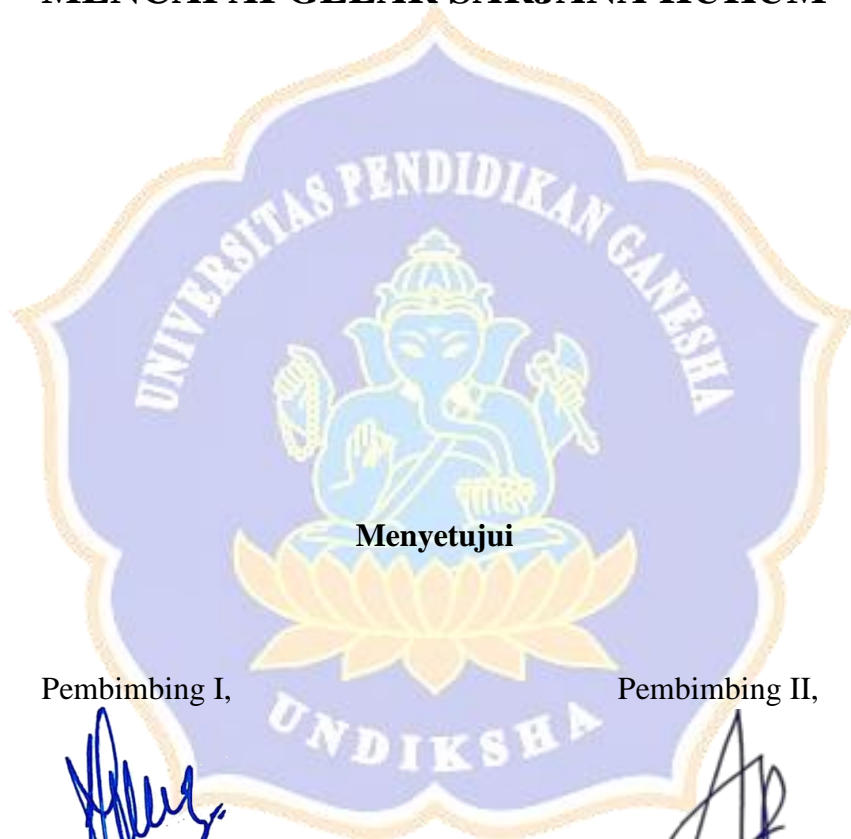 MENCAPAI GELAR SARJANA HUKUM
UNIVERSITAS PENDIDIKAN GANESHA
Menyetujui
Pembimbing I,
Pembimbing II,
UNDIKSHA